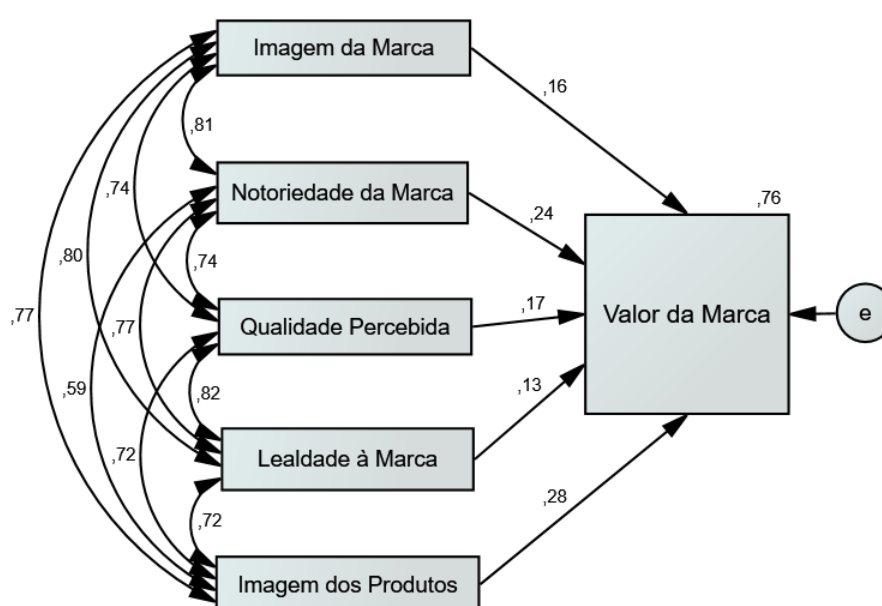 Imagem da Marca
,16
,81
Notoriedade da Marca
,76
,74
,24
,80
,74
Valor da Marca
e
,77
,77
Qualidade Percebida
,17
,59
,82
,13
,72
Lealdade à Marca
,28
,72
Imagem dos Produtos